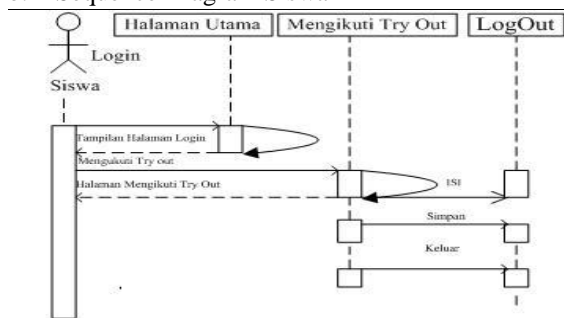 Halaman Utama
Mengikuti Try Out
LogOut
Login
Siswa
Tampilan Halaman Login
Mengukuti Try out
Halaman Mengikuti Try Out
ISI
Simpan
Keluar